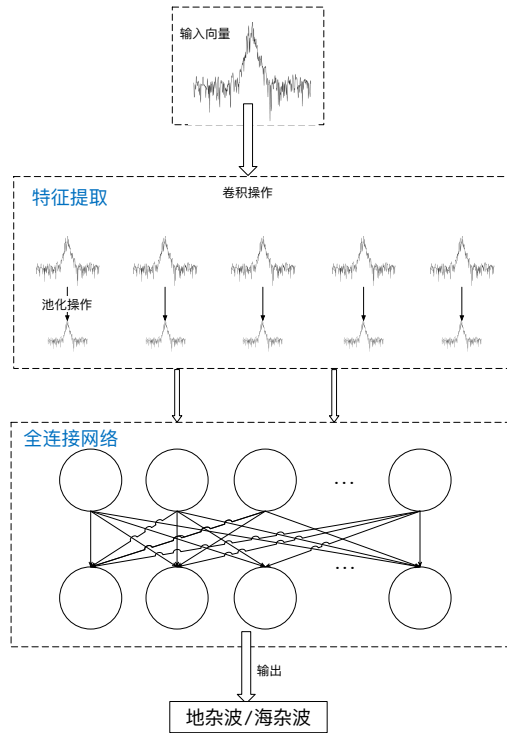 输入向量
特征提取
卷积操作
池化操作
全连接网络
...
...
输出
地杂波/海杂波